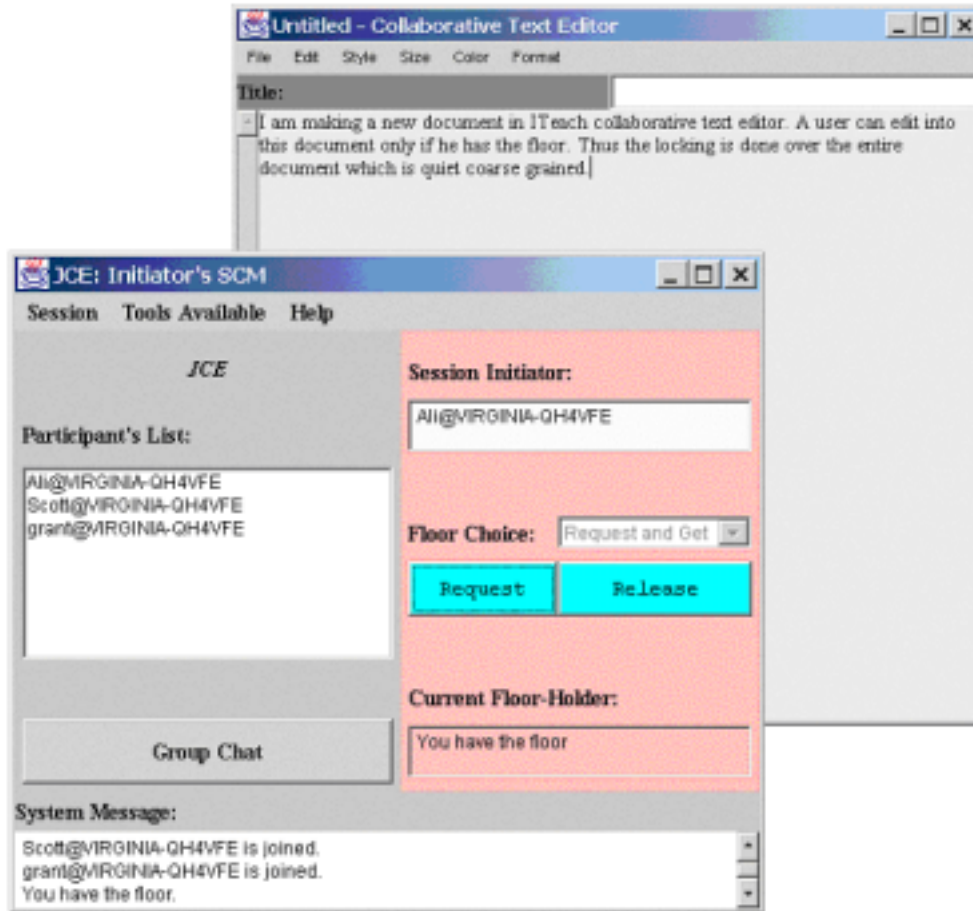 Untitled - Collaborative Text Editor
File Edit Style Size Color Format
Title:
I am making a new document in ITeach collaborative text editor. A user can edit into
this document only if he has the floor. Thus the locking is done over the entire
document which is quiet coarse grained.
JCE: Initiator's SCM
Session Tools Available Help
JCE
Participant's List:
Ali@VIRGINIA-QH4VFE
Scott@VIRGINIA-QH4VFE
grant@VIRGINIA-QH4VFE
Group Chat
Session Initiator:
Ali@VIRGINIA-QH4VFE
Floor Choice: Request and Get
Request Release
Current Floor-Holder:
You have the floor
System Message:
Scott@VIRGINIA-QH4VFE is joined.
grant@VIRGINIA-QH4VFE is joined.
You have the floor.